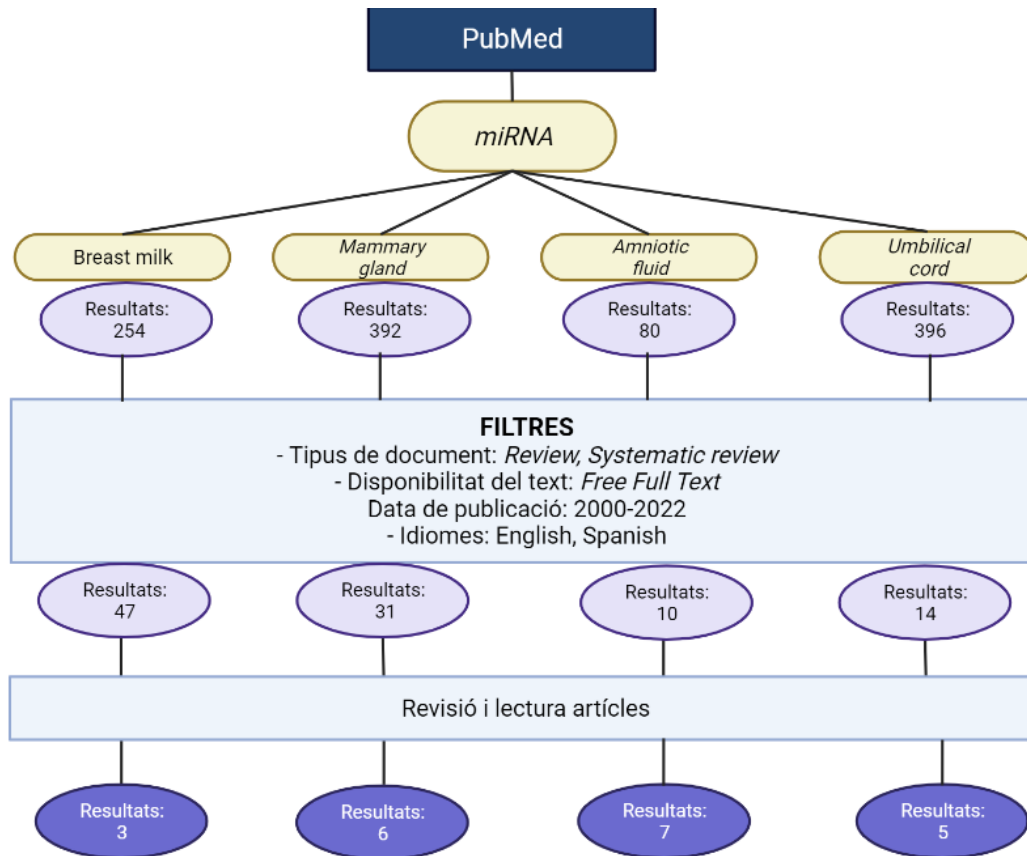 PubMed
miRNA
Breast milk
Mammary
gland
Amniotic
fluid
Umbilical
cord
Resultats:
254
Resultats:
392
Resultats:
80
Resultats:
396
FILTRES
- Tipus de document: Review, Systematic review
- Disponibilitat del text: Free Full Text
Data de publicació: 2000-2022
- Idiomes: English, Spanish
Resultats:
47
Resultats:
31
Resultats:
10
Resultats:
14
Revisió i lectura artícles
Resultats:
3
Resultats:
6
Resultats:
7
Resultats:
5